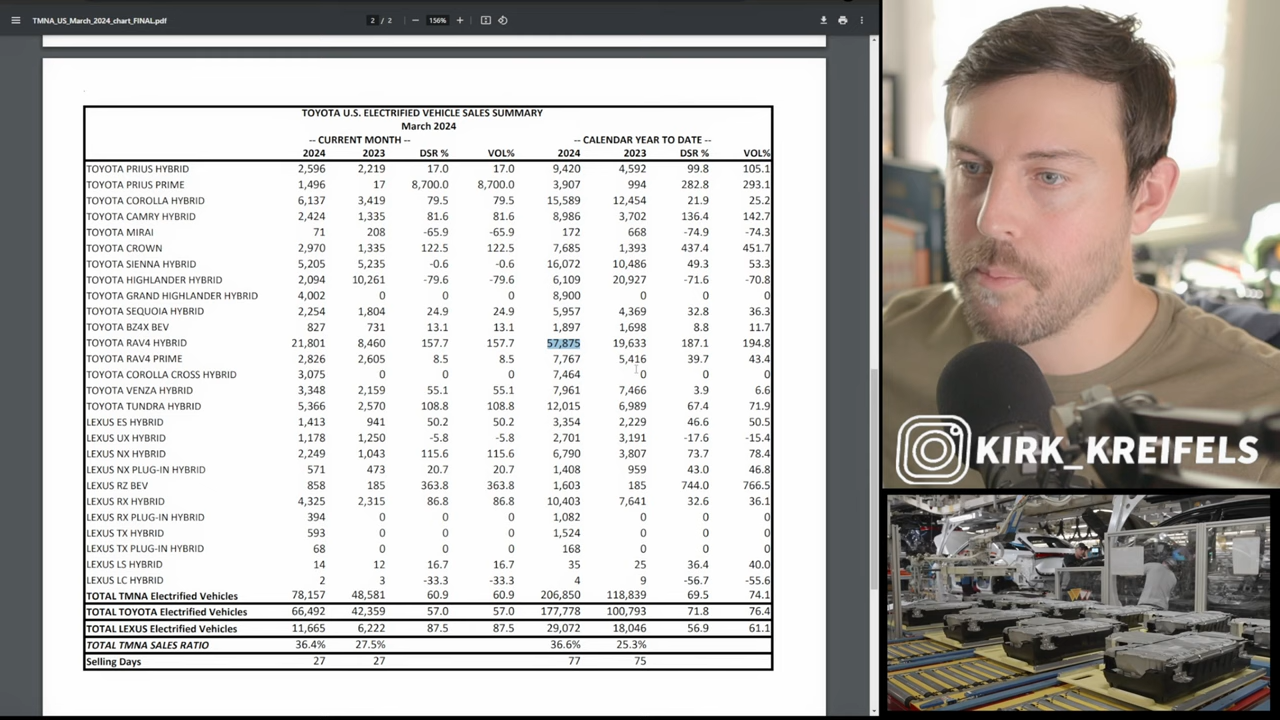 TMNA_US_March_2024_chart_FINAL.pdf
2 / 2
156%
TOYOTA U.S. ELECTRIFIED VEHICLE SALES SUMMARY
March 2024
-- CURRENT MONTH -- -- CALENDAR YEAR TO DATE --
2024 2023 DSR % VOL% 2024 2023 DSR % VOL%
TOYOTA PRIUS HYBRID 2,596 2,219 17.0 17.0 9,420 4,592 99.8 105.1
TOYOTA PRIUS PRIME 1,496 17 8,700.0 8,700.0 3,907 994 282.8 293.1
TOYOTA COROLLA HYBRID 6,137 3,419 79.5 79.5 15,589 12,454 21.9 25.2
TOYOTA CAMRY HYBRID 2,424 1,335 81.6 81.6 8,986 3,702 136.4 142.7
TOYOTA MIRAI 71 208 -65.9 -65.9 172 668 -74.9 -74.3
TOYOTA CROWN 2,970 1,335 122.5 122.5 7,685 1,393 437.4 451.7
TOYOTA SIENNA HYBRID 5,205 5,235 -0.6 -0.6 16,072 10,486 49.3 53.3
TOYOTA HIGHLANDER HYBRID 2,094 10,261 -79.6 -79.6 6,109 20,927 -71.6 -70.8
TOYOTA GRAND HIGHLANDER HYBRID 4,002 0 0 0 8,900 0 0 0
TOYOTA SEQUOIA HYBRID 2,254 1,804 24.9 24.9 5,957 4,369 32.8 36.3
TOYOTA BZ4X BEV 827 731 13.1 13.1 1,897 1,698 8.8 11.7
TOYOTA RAV4 HYBRID 21,801 8,460 157.7 157.7 57,875 19,633 187.1 194.8
TOYOTA RAV4 PRIME 2,826 2,605 8.5 8.5 7,767 5,416 39.7 43.4
TOYOTA COROLLA CROSS HYBRID 3,075 0 0 0 7,464 0 0 0
TOYOTA VENZA HYBRID 3,348 2,159 55.1 55.1 7,961 7,466 3.9 6.6
TOYOTA TUNDRA HYBRID 5,366 2,570 108.8 108.8 12,015 6,989 67.4 71.9
LEXUS ES HYBRID 1,413 941 50.2 50.2 3,354 2,229 46.6 50.5
LEXUS UX HYBRID 1,178 1,250 -5.8 -5.8 2,701 3,191 -17.6 -15.4
LEXUS NX HYBRID 2,249 1,043 115.6 115.6 6,790 3,807 73.7 78.4
LEXUS NX PLUG-IN HYBRID 571 473 20.7 20.7 1,408 959 43.0 46.8
LEXUS RZ BEV 858 185 363.8 363.8 1,603 185 744.0 766.5
LEXUS RX HYBRID 4,325 2,315 86.8 86.8 10,403 7,641 32.6 36.1
LEXUS RX PLUG-IN HYBRID 394 0 0 0 1,082 0 0 0
LEXUS TX HYBRID 593 0 0 0 1,524 0 0 0
LEXUS TX PLUG-IN HYBRID 68 0 0 0 168 0 0 0
LEXUS LS HYBRID 14 12 16.7 16.7 35 25 36.4 40.0
LEXUS LC HYBRID 2 3 -33.3 -33.3 4 9 -56.7 -55.6
TOTAL TMNA Electrified Vehicles 78,157 48,581 60.9 60.9 206,850 118,839 69.5 74.1
TOTAL TOYOTA Electrified Vehicles 66,492 42,359 57.0 57.0 177,778 100,793 71.8 76.4
TOTAL LEXUS Electrified Vehicles 11,665 6,222 87.5 87.5 29,072 18,046 56.9 61.1
TOTAL TMNA SALES RATIO 36.4% 27.5% 36.6% 25.3%
Selling Days 27 27 77 75
KIRK_KREIFELS